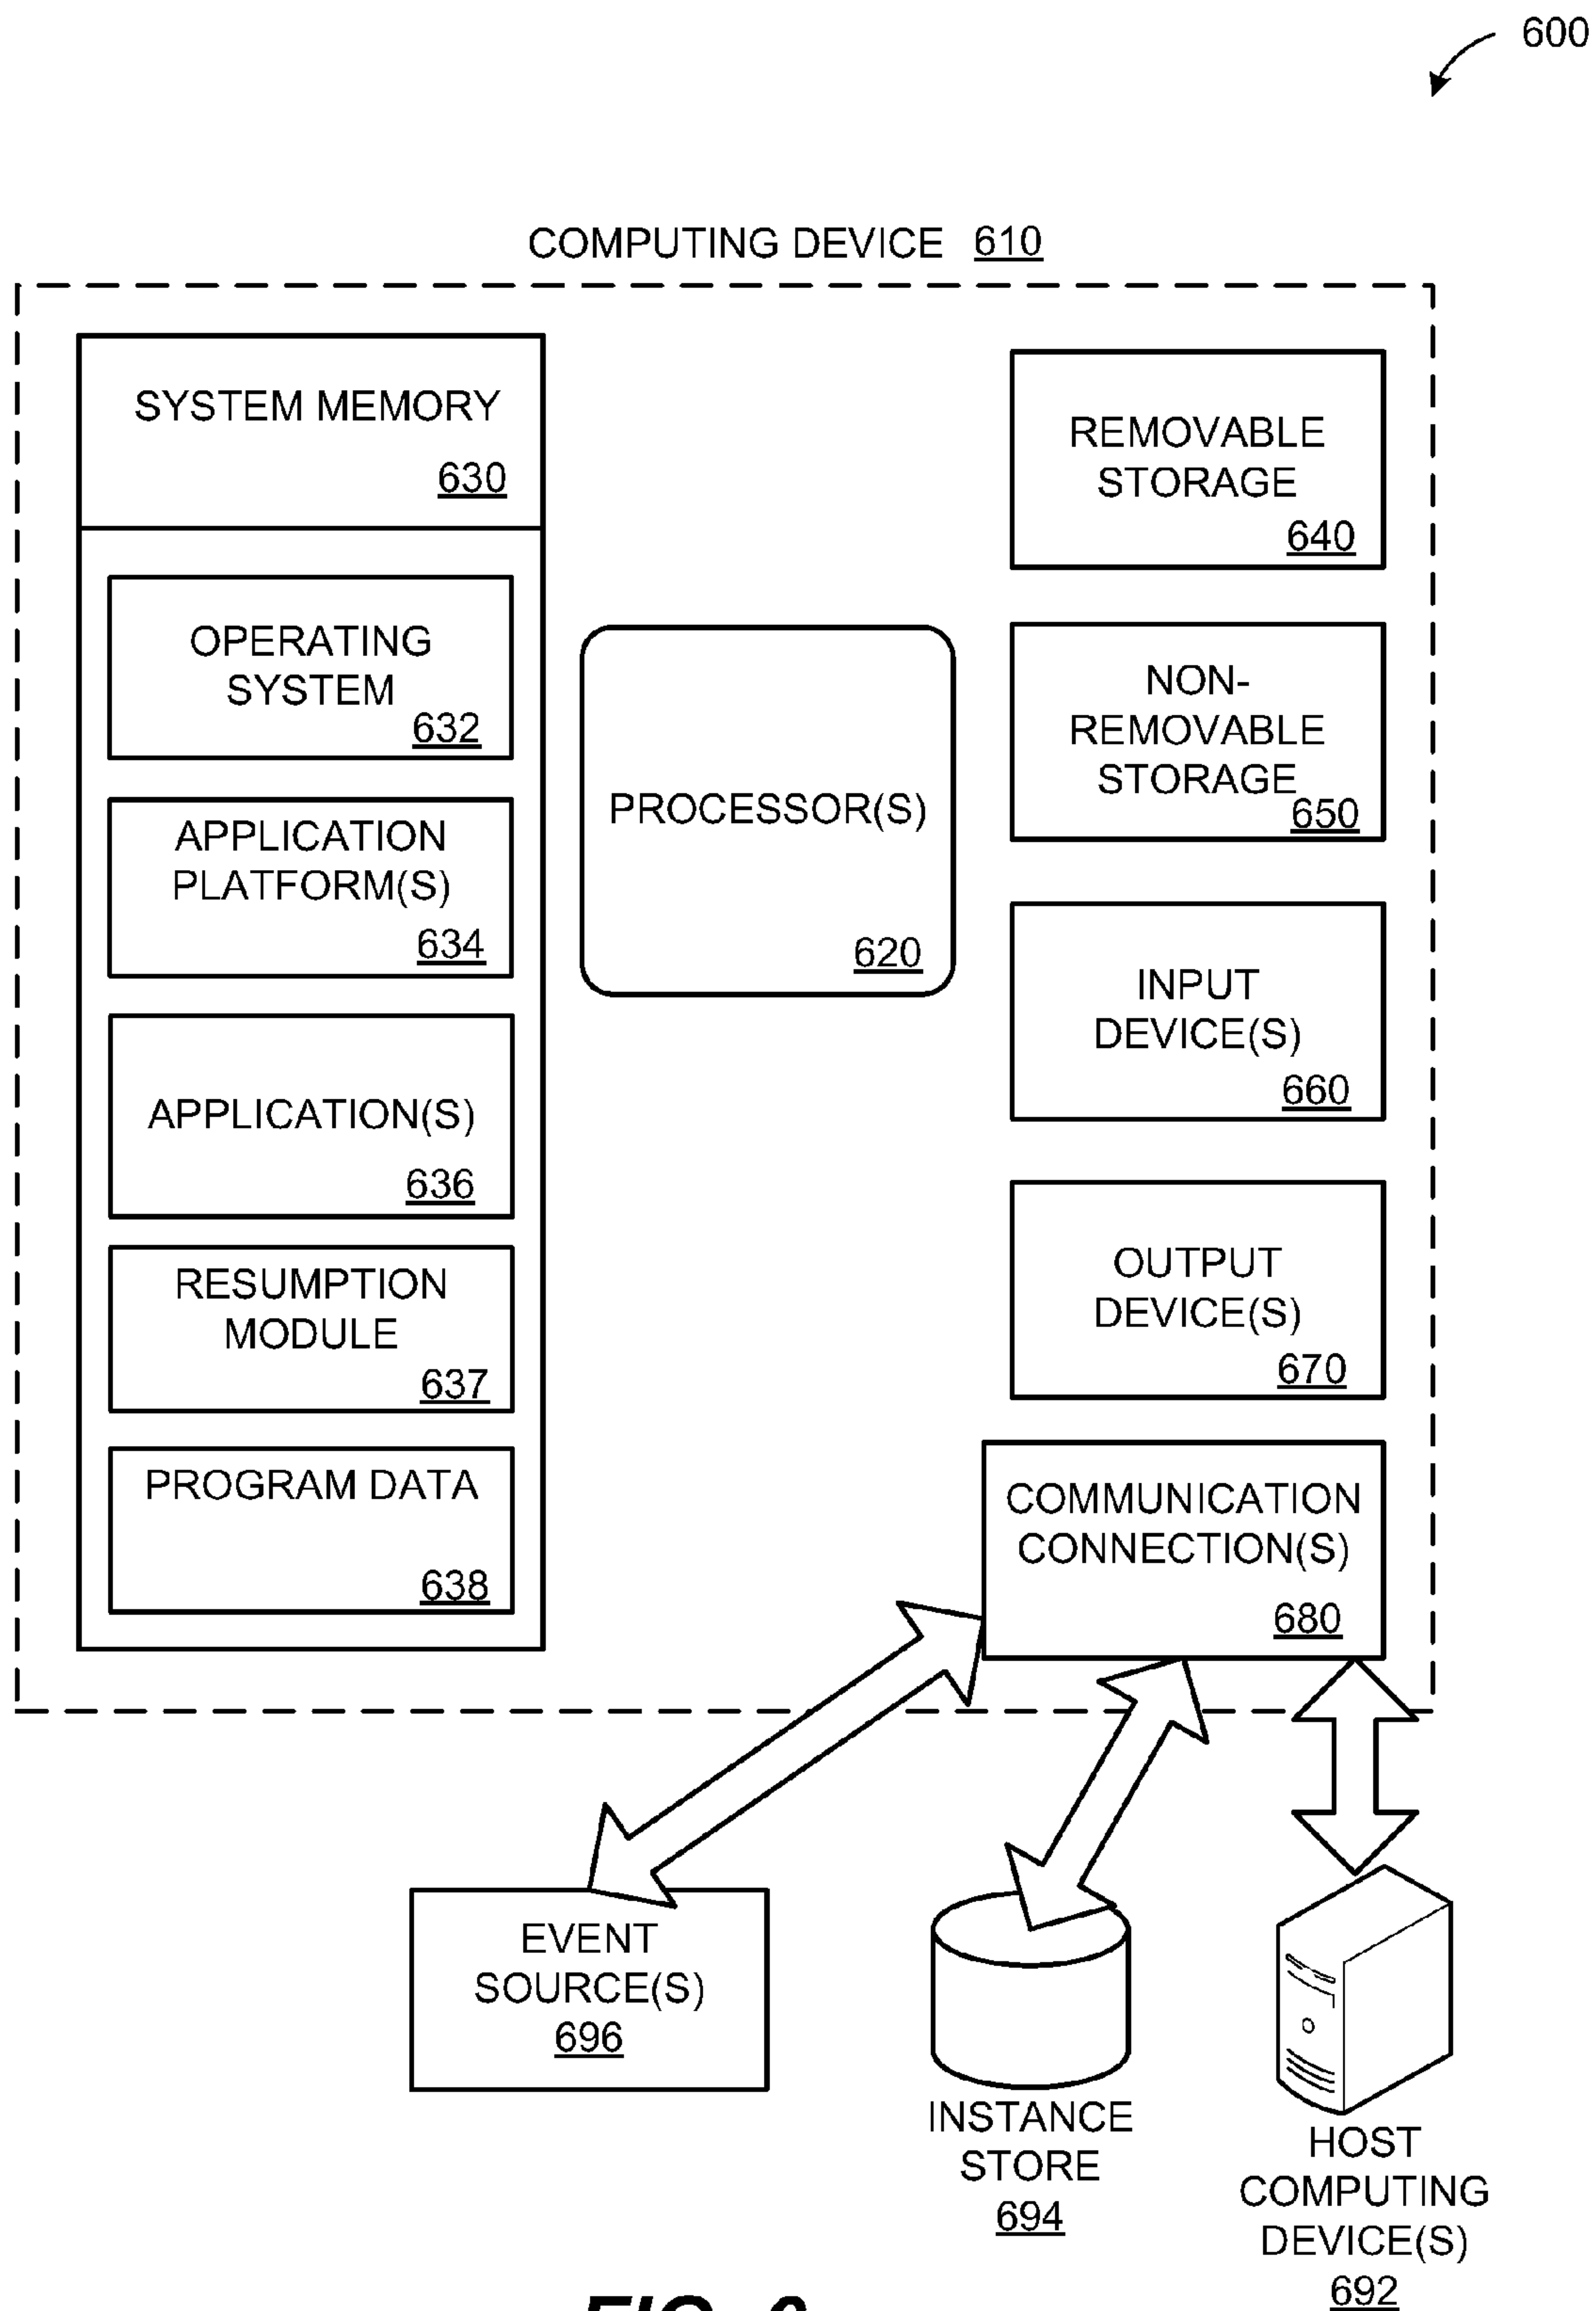 600
COMPUTING DEVICE 610
SYSTEM MEMORY
630
OPERATING
SYSTEM
632
APPLICATION
PLATFORM(S)
634
APPLICATION(S)
636
RESUMPTION
MODULE
637
PROGRAM DATA
638
PROCESSOR(S)
620
REMOVABLE
STORAGE
640
NON-
REMOVABLE
STORAGE
650
INPUT
DEVICE(S)
660
OUTPUT
DEVICE(S)
670
COMMUNICATION
CONNECTION(S)
680
EVENT
SOURCE(S)
696
INSTANCE
STORE
694
HOST
COMPUTING
DEVICE(S)
692